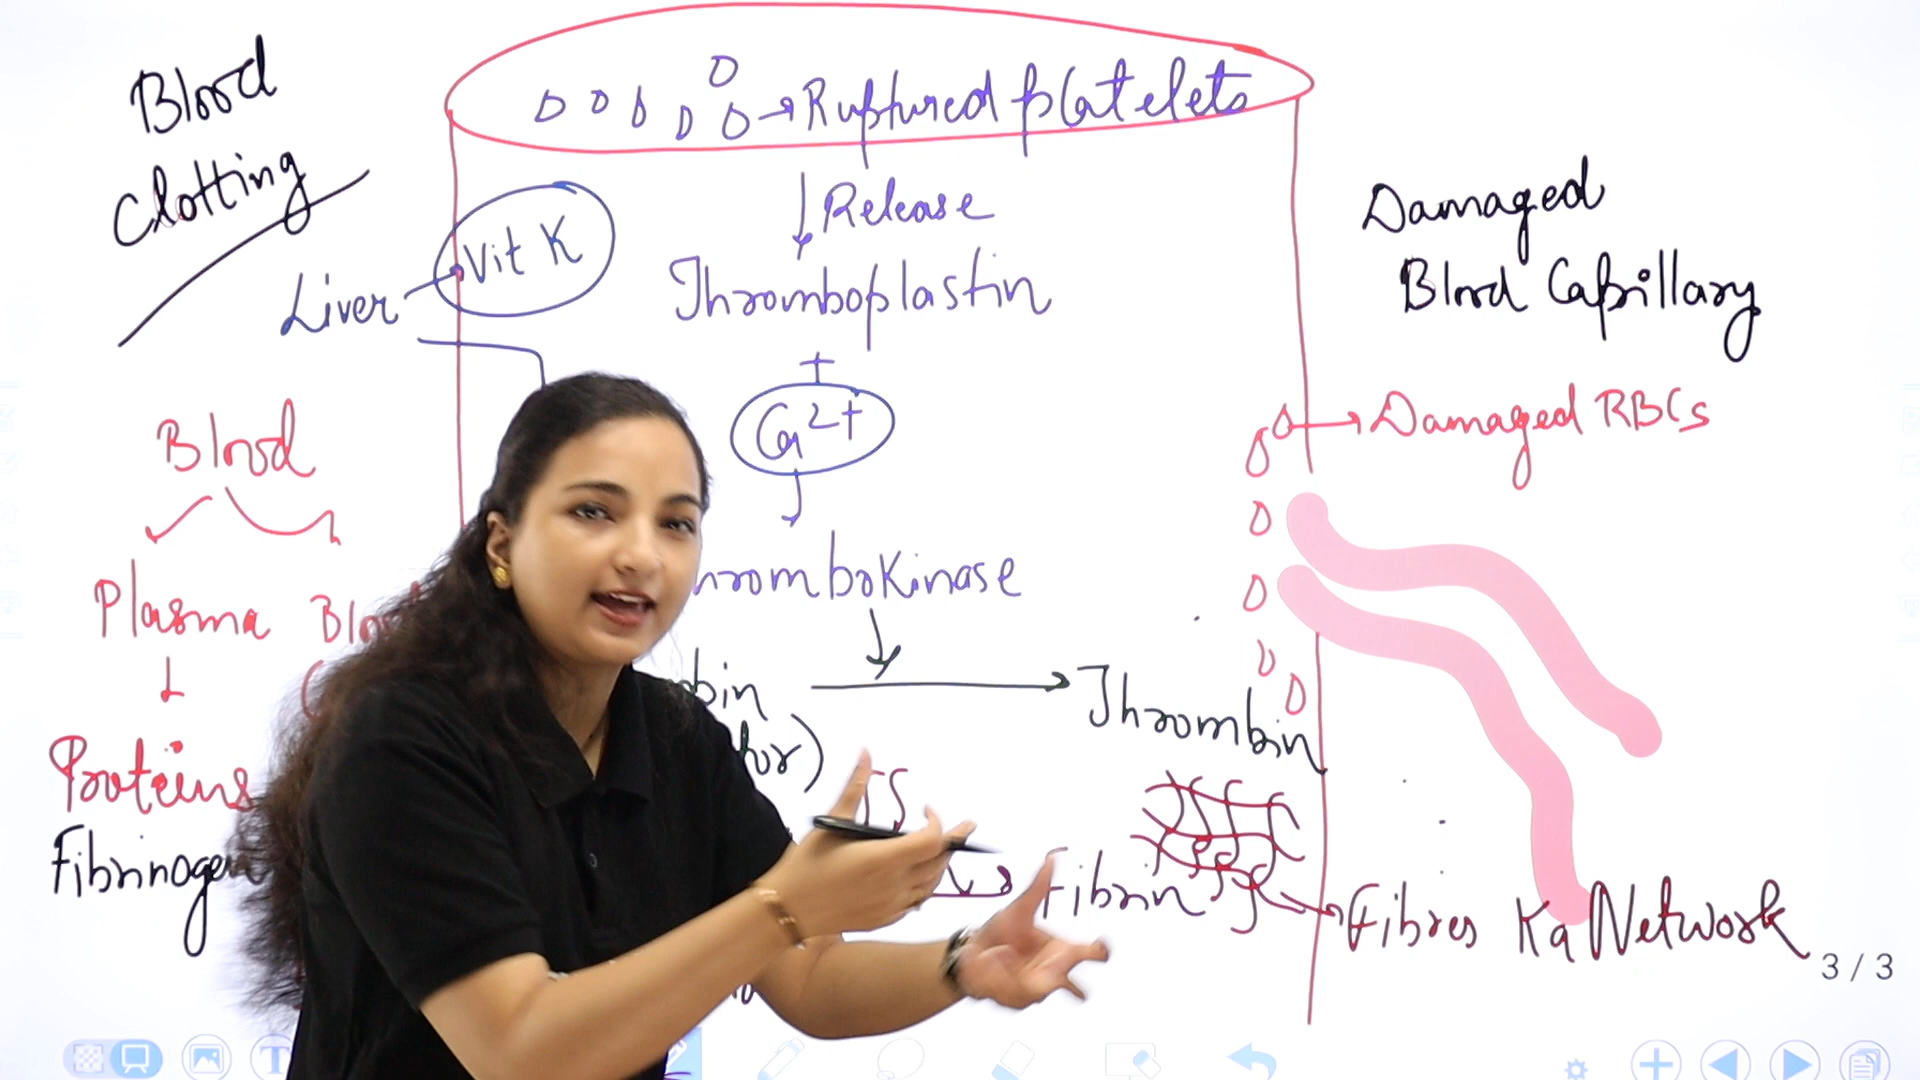 Blood
Clotting
Ruptured platelets
Release
Vit K
Liver
Thromboplastin
+
Ca2+
Damaged
Blood Capillary
Damaged RBCs
Blood
Plasma
Proteins
Fibrinogen
Thrombin
Fibrin
Fibres Ka Network
3 / 3